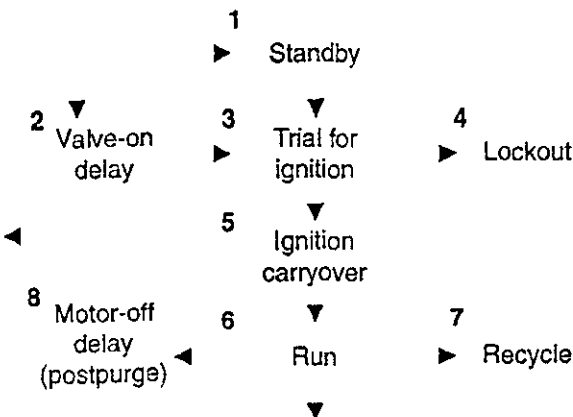 1
Standby
2
Valve-on
delay
3
Trial for
ignition
4
Lockout
5
Ignition
carryover
8
Motor-off
delay
(postpurge)
6
Run
7
Recycle